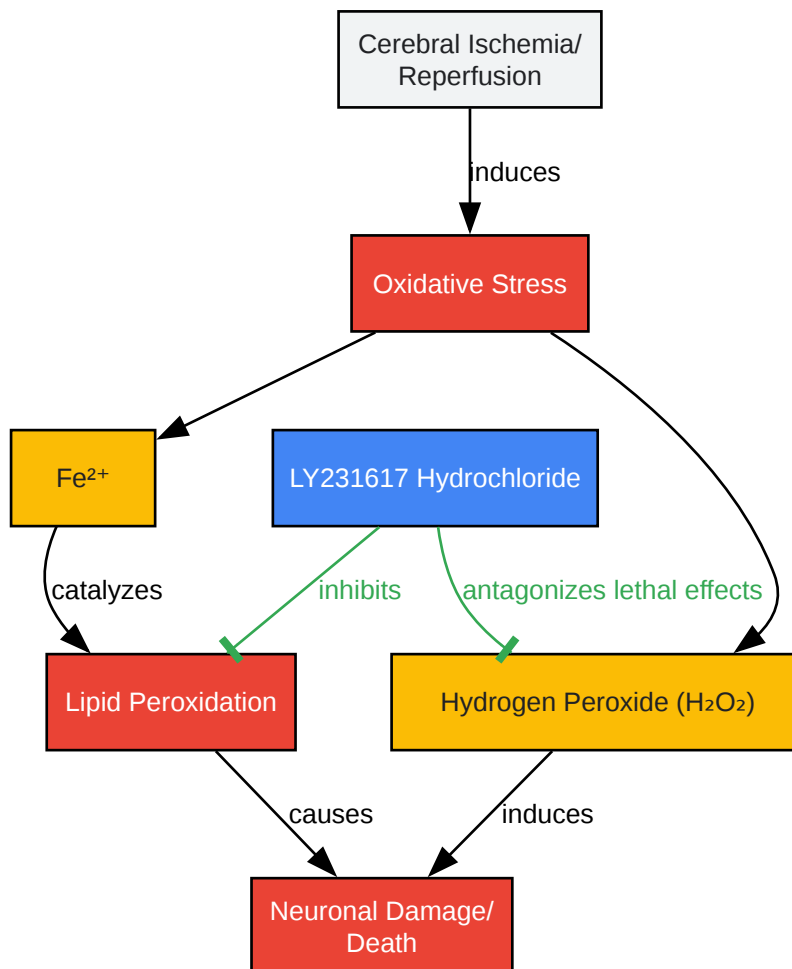 Cerebral Ischemia/
Reperfusion
induces
Oxidative Stress
Fe²⁺
LY231617 Hydrochloride
catalyzes
inhibits
antagonizes lethal effects
Lipid Peroxidation
Hydrogen Peroxide (H₂O₂)
causes
induces
Neuronal Damage/
Death